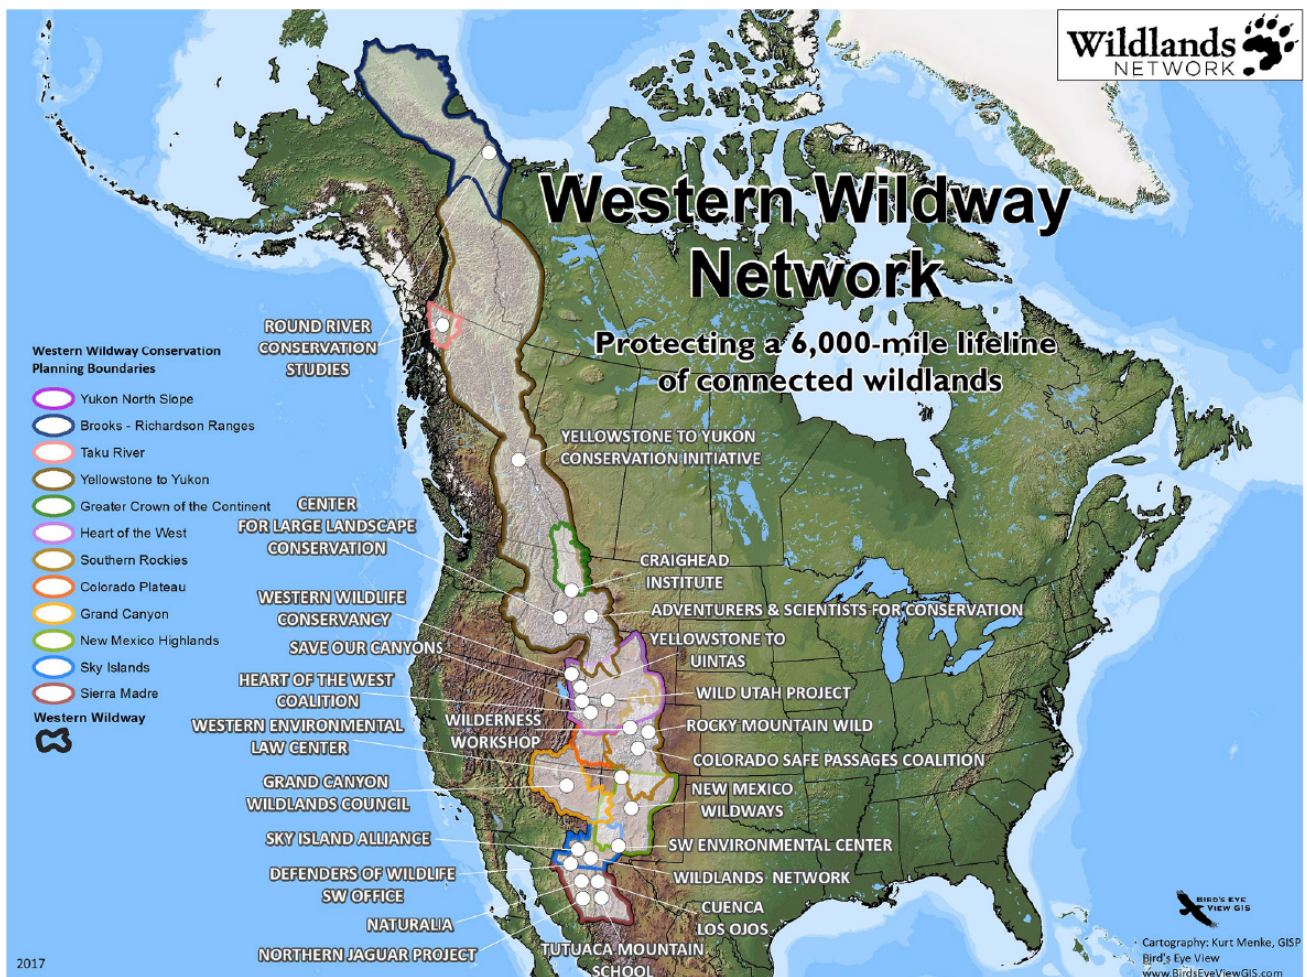 Wildlands
NETWORK
Western Wildway
Network
Protecting a 6,000-mile lifeline
of connected wildlands
Western Wildway Conservation
Planning Boundaries
Yukon North Slope
Brooks - Richardson Ranges
Taku River
Yellowstone to Yukon
Greater Crown of the Continent
Heart of the West
Southern Rockies
Colorado Plateau
Grand Canyon
New Mexico Highlands
Sky Islands
Sierra Madre
Western Wildway
ROUND RIVER
CONSERVATION
STUDIES
YELLOWSTONE TO YUKON
CONSERVATION INITIATIVE
CENTER
FOR LARGE LANDSCAPE
CONSERVATION
CRAIGHEAD
INSTITUTE
WESTERN WILDLIFE
CONSERVANCY
ADVENTURERS & SCIENTISTS FOR CONSERVATION
SAVE OUR CANYONS
YELLOWSTONE TO
UINTAS
HEART OF THE WEST
COALITION
WILD UTAH PROJECT
WESTERN ENVIRONMENTAL
LAW CENTER
WILDERNESS
WORKSHOP
ROCKY MOUNTAIN WILD
COLORADO SAFE PASSAGES COALITION
GRAND CANYON
WILDLANDS COUNCIL
NEW MEXICO
WILDWAYS
SKY ISLAND ALLIANCE
SW ENVIRONMENTAL CENTER
DEFENDERS OF WILDLIFE
SW OFFICE
WILDLANDS NETWORK
NATURALIA
CUENCA
LOS OJOS
NORTHERN JAGUAR PROJECT
TUTUACA MOUNTAIN
SCHOOL
BIRD'S EYE
VIEW GIS
Cartography: Kurt Menke, GISP
Bird's Eye View
www.BirdsEyeViewGIS.com
2017